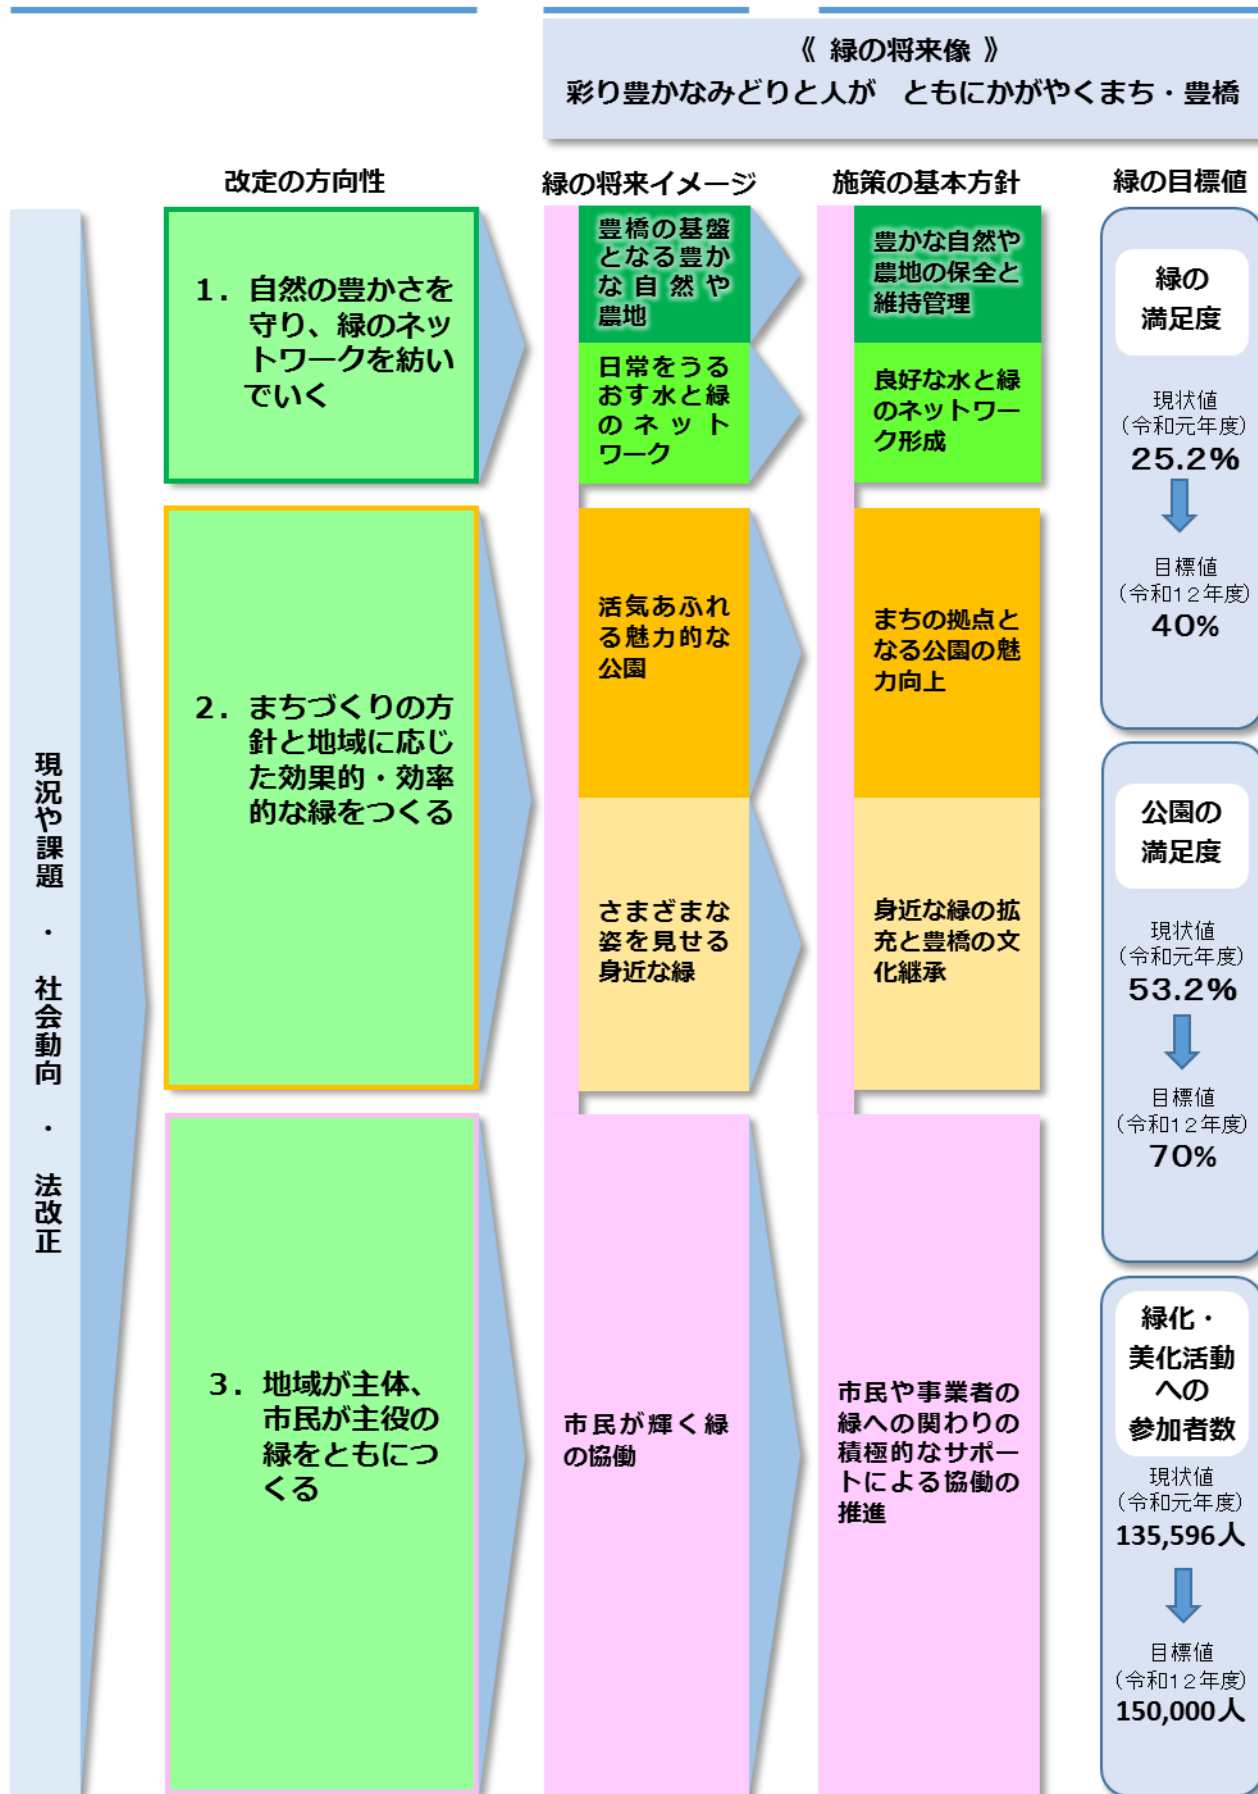 《 緑の将来像 》
彩り豊かなみどりと人が　ともにかがやくまち・豊橋
改定の方向性
緑の将来イメージ
施策の基本方針
緑の目標値
現況や課題 ・ 社会動向 ・ 法改正
1．自然の豊かさを
守り、緑のネッ
トワークを紡い
でいく
豊橋の基盤
となる豊か
な自然や
農地
日常をうる
おす水と緑
のネット
ワーク
豊かな自然や
農地の保全と
維持管理
良好な水と緑
のネットワー
ク形成
2．まちづくりの方
針と地域に応じ
た効果的・効率
的な緑をつくる
活気あふれ
る魅力的な
公園
さまざまな
姿を見せる
身近な緑
まちの拠点と
なる公園の魅
力向上
身近な緑の拡
充と豊橋の文
化継承
3．地域が主体、
市民が主役の
緑をともにつ
くる
市民が輝く緑
の協働
市民や事業者の
緑への関わりの
積極的なサポー
トによる協働の
推進
緑の
満足度
現状値
（令和元年度）
25.2%
目標値
（令和12年度）
40%
公園の
満足度
現状値
（令和元年度）
53.2%
目標値
（令和12年度）
70%
緑化・
美化活動
への
参加者数
現状値
（令和元年度）
135,596人
目標値
（令和12年度）
150,000人